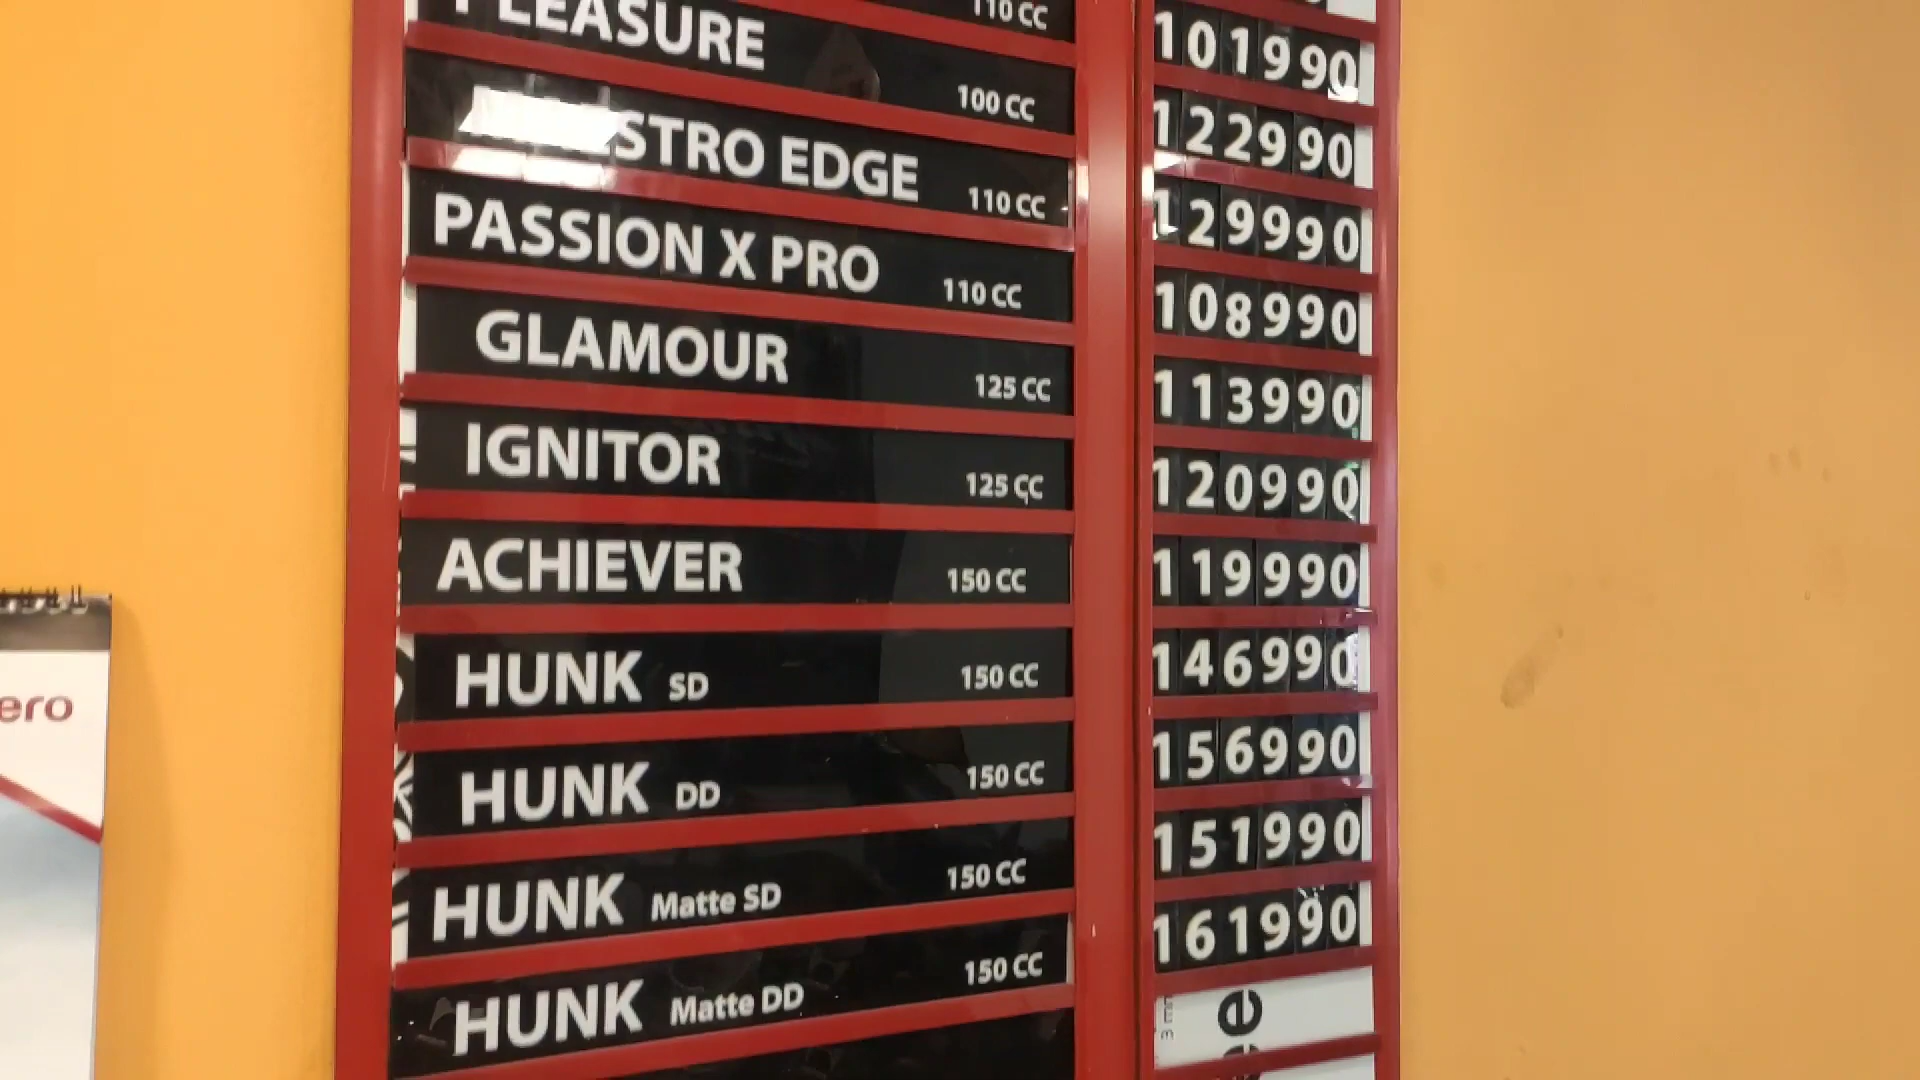 110 CC 101990
PLEASURE 100 CC 122990
STRO EDGE 110 CC 129990
PASSION X PRO 110 CC 108990
GLAMOUR 125 CC 113990
IGNITOR 125 CC 120990
ACHIEVER 150 CC 119990
HUNK SD 150 CC 146990
HUNK DD 150 CC 156990
HUNK Matte SD 150 CC 151990
HUNK Matte DD 150 CC 161990
ero